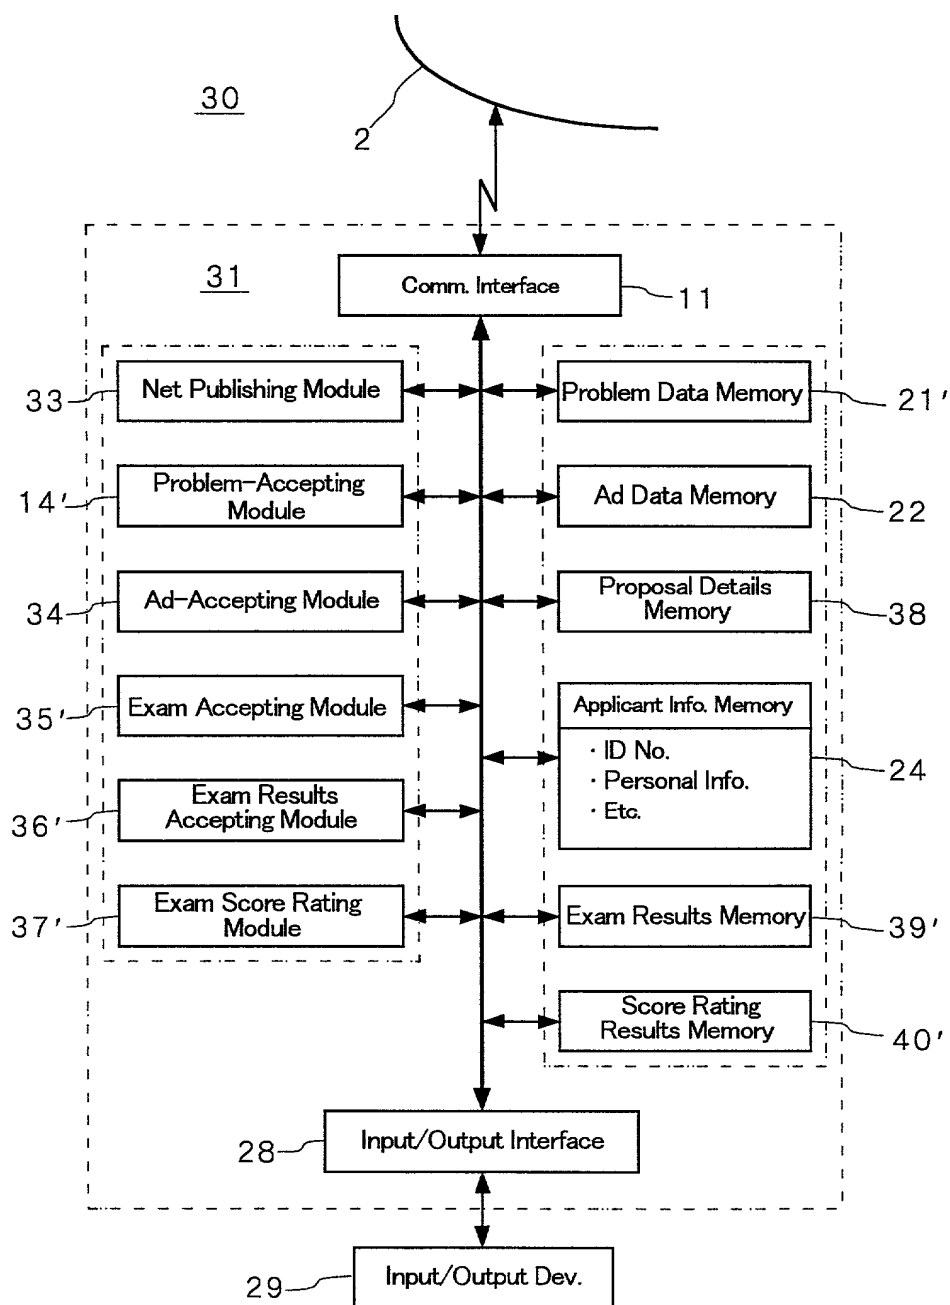 30
2
31
Comm. Interface
11
33
Net Publishing Module
Problem Data Memory
21'
14'
Problem-Accepting
Module
Ad Data Memory
22
34
Ad-Accepting Module
Proposal Details
Memory
38
35'
Exam Accepting Module
Applicant Info. Memory
· ID No.
· Personal Info.
· Etc.
24
36'
Exam Results
Accepting Module
37'
Exam Score Rating
Module
Exam Results Memory
39'
Score Rating
Results Memory
40'
28
Input/Output Interface
29
Input/Output Dev.